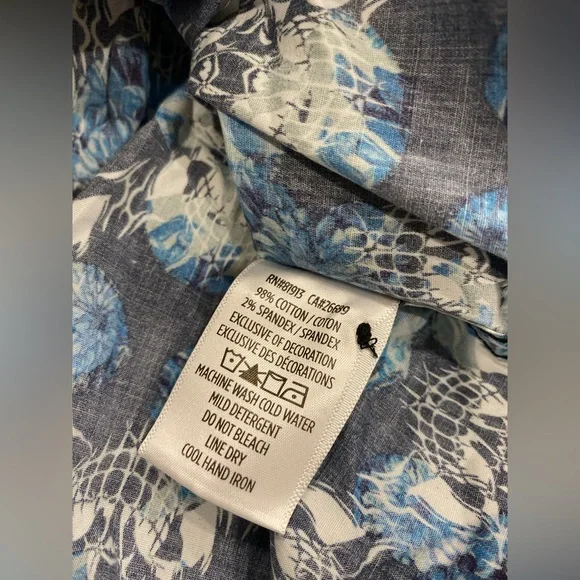 RN#81913 CA#26009
98% COTTON / COTON
2% SPANDEX / SPANDEX
EXCLUSIVE OF DECORATION
EXCLUSIVE DES DÉCORATIONS
MACHINE WASH COLD WATER
MILD DETERGENT
DO NOT BLEACH
LINE DRY
COOL HAND IRON